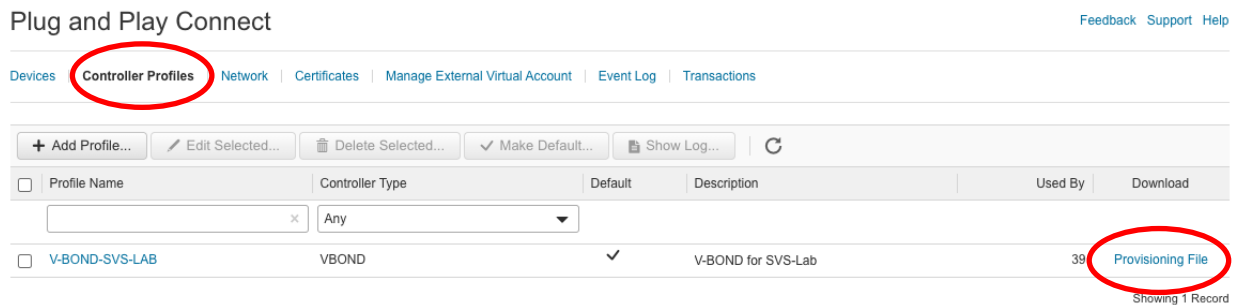 Plug and Play Connect
Feedback Support Help
Devices | Controller Profiles | Network | Certificates | Manage External Virtual Account | Event Log | Transactions
+ Add Profile... Edit Selected... Delete Selected... Make Default... Show Log...
Profile Name Controller Type Default Description Used By Download
× Any
V-BOND-SVS-LAB VBOND V-BOND for SVS-Lab 39 Provisioning File
Showing 1 Record